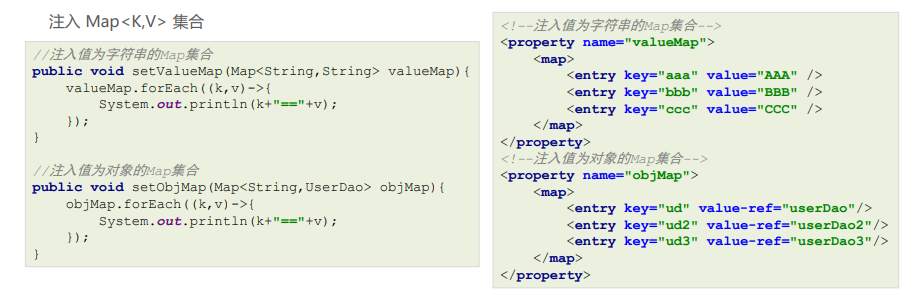 注入 Map<K,V> 集合
//注入值为字符串的Map集合
public void setValueMap(Map<String,String> valueMap){
    valueMap.forEach((k,v)->{
        System.out.println(k+"=="+v);
    });
}
//注入值为对象的Map集合
public void setObjMap(Map<String,UserDao> objMap){
    objMap.forEach((k,v)->{
        System.out.println(k+"=="+v);
    });
}
<!--注入值为字符串的Map集合-->
<property name="valueMap">
    <map>
        <entry key="aaa" value="AAA" />
        <entry key="bbb" value="BBB" />
        <entry key="ccc" value="CCC" />
    </map>
</property>
<!--注入值为对象的Map集合-->
<property name="objMap">
    <map>
        <entry key="ud" value-ref="userDao"/>
        <entry key="ud2" value-ref="userDao2"/>
        <entry key="ud3" value-ref="userDao3"/>
    </map>
</property>